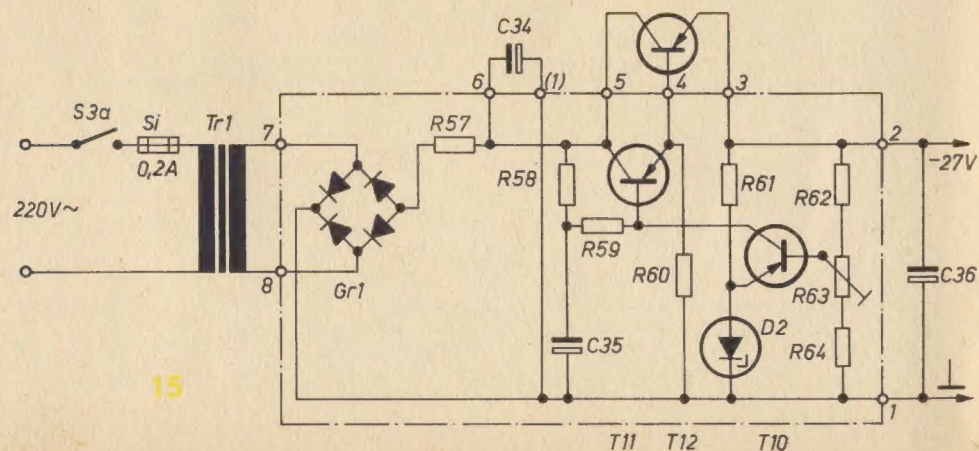 C34
6
(1)
5
4
3
S3a
Si
Tr1
7
R57
2
0,2A
−27V
R58
R61
R62
220V~
R59
R60
R63
C36
8
Gr1
D2
C35
R64
15
1
T11
T12
T10